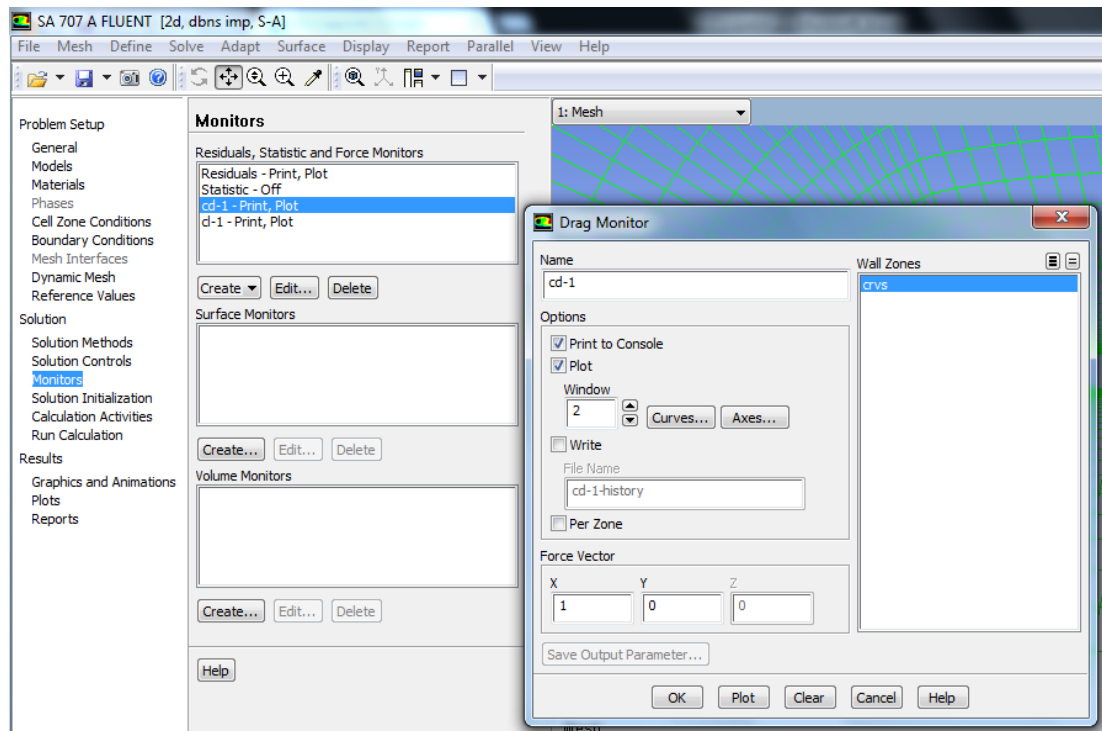 SA 707 A FLUENT [2d, dbns imp, S-A]
File Mesh Define Solve Adapt Surface Display Report Parallel View Help
Problem Setup
General
Models
Materials
Phases
Cell Zone Conditions
Boundary Conditions
Mesh Interfaces
Dynamic Mesh
Reference Values
Solution
Solution Methods
Solution Controls
Monitors
Solution Initialization
Calculation Activities
Run Calculation
Results
Graphics and Animations
Plots
Reports
Monitors
Residuals, Statistic and Force Monitors
Residuals - Print, Plot
Statistic - Off
cd-1 - Print, Plot
cl-1 - Print, Plot
Create Edit... Delete
Surface Monitors
Create... Edit... Delete
Volume Monitors
Create... Edit... Delete
Help
1: Mesh
Drag Monitor
Name
cd-1
Options
Print to Console
Plot
Window
2 Curves... Axes...
Write
File Name
cd-1-history
Per Zone
Force Vector
X Y Z
1 0 0
Wall Zones
crvs
Save Output Parameter...
OK Plot Clear Cancel Help
Mesh